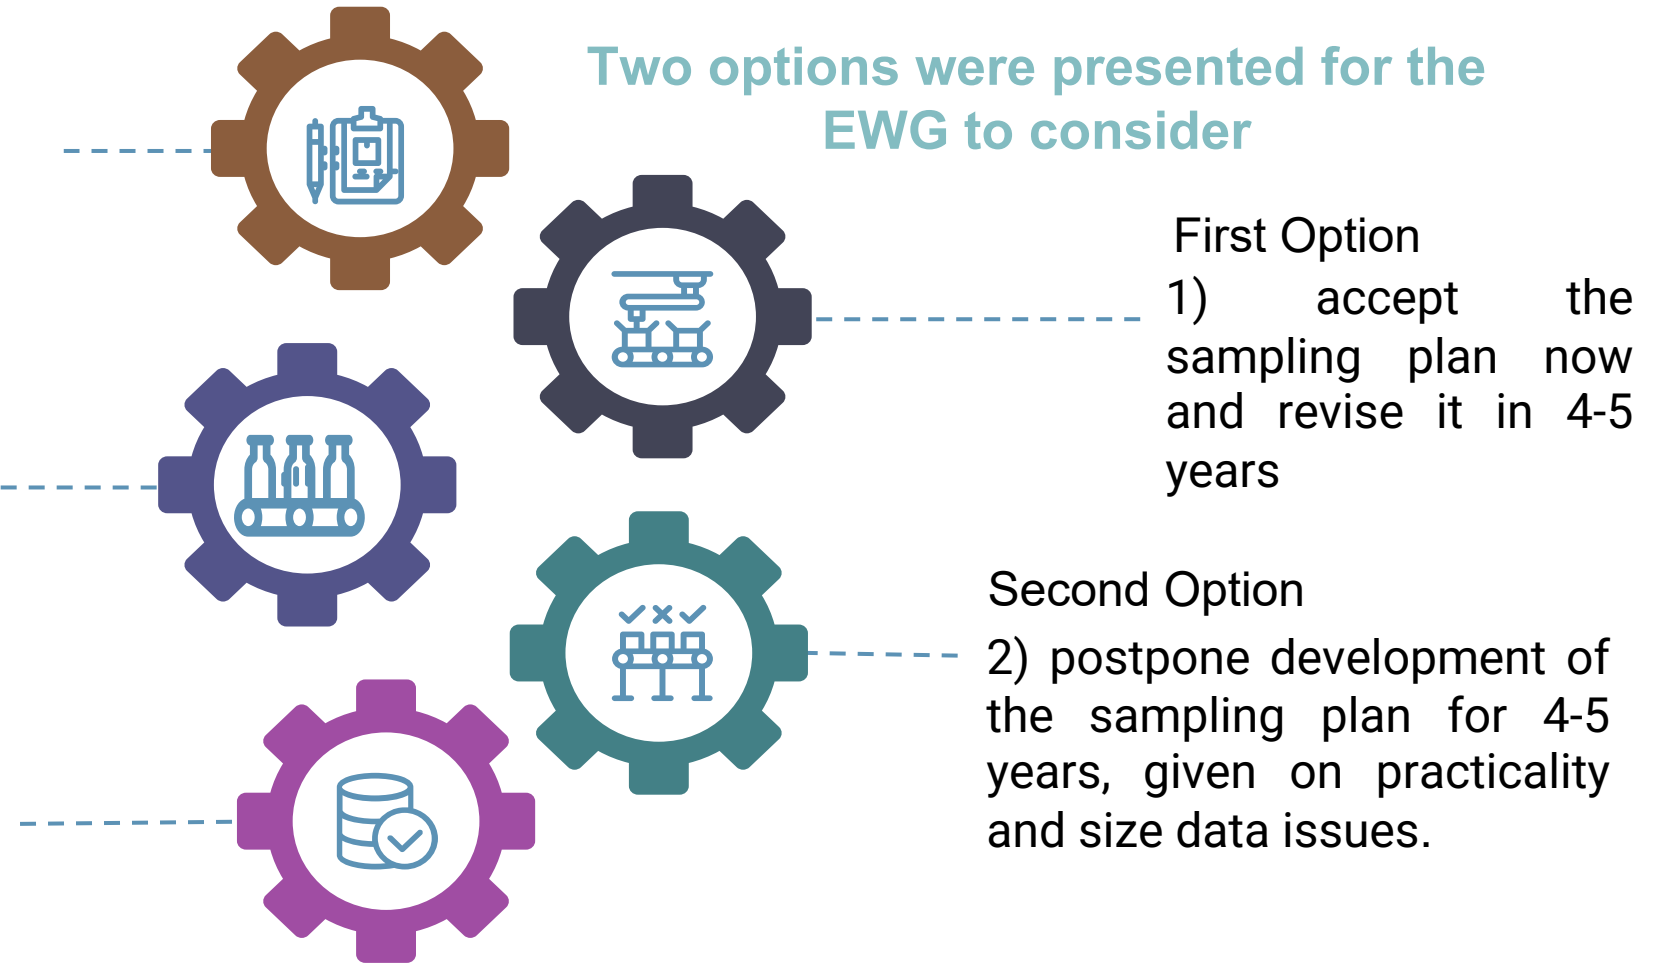 Two options were presented for the
EWG to consider
First Option
1) accept the
sampling plan now
and revise it in 4-5
years
Second Option
2) postpone development of
the sampling plan for 4-5
years, given on practicality
and size data issues.